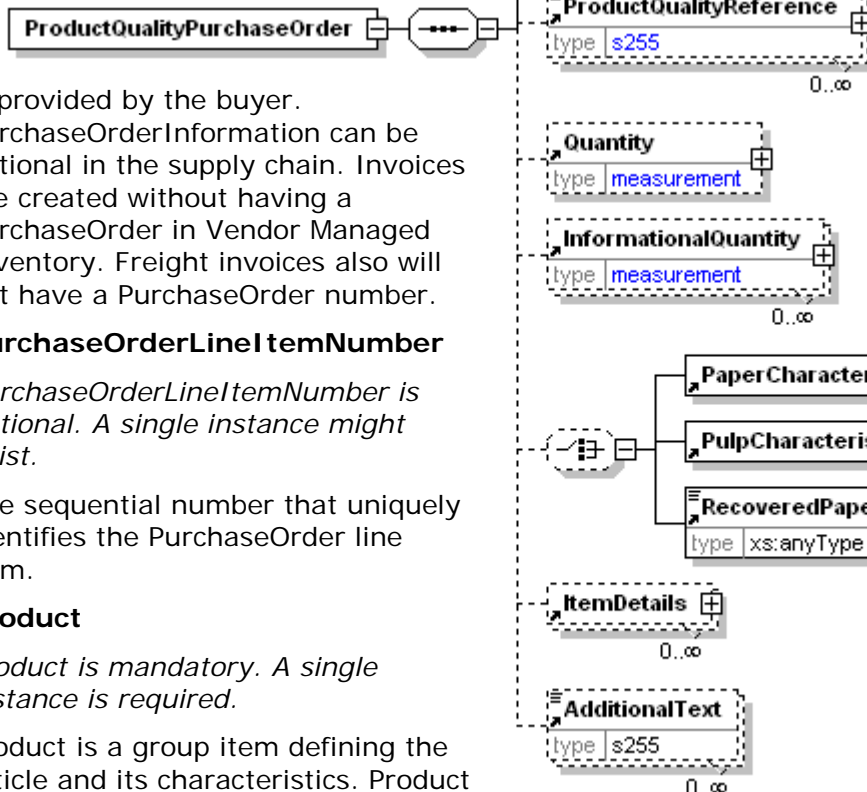 ProductQualityPurchaseOrder
provided by the buyer.
rchaseOrderInformation can be
tional in the supply chain. Invoices
e created without having a
rchaseOrder in Vendor Managed
ventory. Freight invoices also will
t have a PurchaseOrder number.
urchaseOrderLineItemNumber
rchaseOrderLineItemNumber is
tional. A single instance might
ist.
e sequential number that uniquely
entifies the PurchaseOrder line
m.
oduct
oduct is mandatory. A single
stance is required.
oduct is a group item defining the
ticle and its characteristics. Product
ProductQualityReference
type s255
0..∞
Quantity
type measurement
InformationalQuantity
type measurement
0..∞
PaperCharacter
PulpCharacteris
RecoveredPape
type xs:anyType
ItemDetails
0..∞
AdditionalText
type s255
0..∞